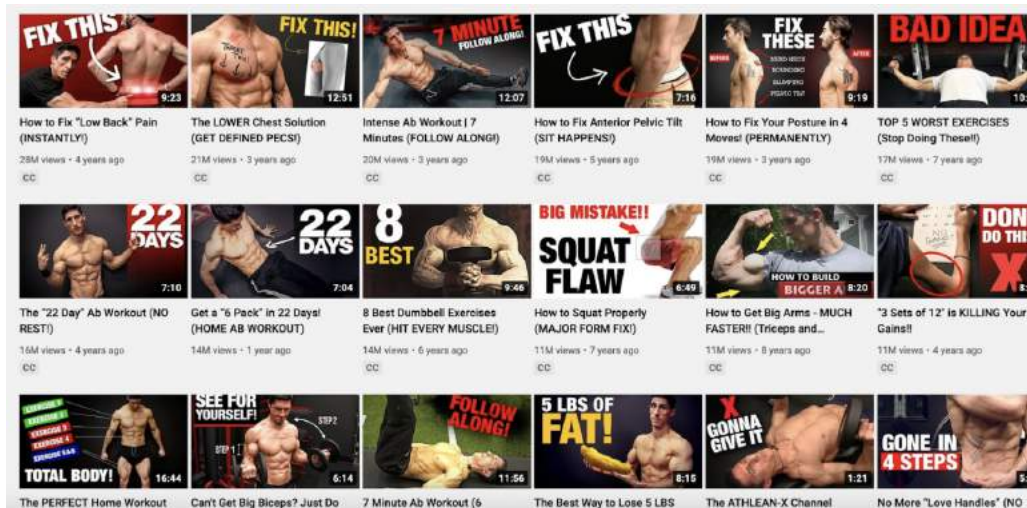 FIX THIS
9:23
FIX THIS!
12:51
7 MINUTE
FOLLOW ALONG!
12:07
FIX THIS
7:16
FIX
THESE
BEFORE
AFTER
9:19
BAD IDEA
10:
How to Fix "Low Back" Pain
(INSTANTLY!)
28M views • 4 years ago
CC
The LOWER Chest Solution
(GET DEFINED PECS!)
21M views • 3 years ago
CC
Intense Ab Workout | 7
Minutes (FOLLOW ALONG!)
20M views • 3 years ago
CC
How to Fix Anterior Pelvic Tilt
(SIT HAPPENS!)
19M views • 5 years ago
CC
How to Fix Your Posture in 4
Moves! (PERMANENTLY)
19M views • 3 years ago
CC
TOP 5 WORST EXERCISES
(Stop Doing These!!)
17M views • 7 years ago
CC
22
DAYS
7:10
22
DAYS
7:04
8
BEST
9:46
BIG MISTAKE!!
SQUAT
FLAW
6:49
HOW TO BUILD
BIGGER A
8:20
DON
DO THI
X
The "22 Day" Ab Workout (NO
REST!)
16M views • 4 years ago
CC
Get a "6 Pack" in 22 Days!
(HOME AB WORKOUT)
14M views • 1 year ago
CC
8 Best Dumbbell Exercises
Ever (HIT EVERY MUSCLE!)
14M views • 6 years ago
CC
How to Squat Properly
(MAJOR FORM FIX!)
11M views • 7 years ago
CC
How to Get Big Arms - MUCH
FASTER!! (Triceps and...
11M views • 8 years ago
CC
"3 Sets of 12" is KILLING Your
Gains!!
11M views • 4 years ago
CC
EXERCISE 3
EXERCISE 4
TOTAL BODY!
16:44
SEE FOR
YOURSELF!
STEP 1
STEP 2
6:14
FOLLOW
ALONG!
11:56
5 LBS OF
FAT!
8:15
X
GONNA
GIVE IT
1:21
GONE IN
4 STEPS
The PERFECT Home Workout
Can't Get Big Biceps? Just Do
7 Minute Ab Workout (6
The Best Way to Lose 5 LBS
The ATHLEAN-X Channel
No More "Love Handles" (NO